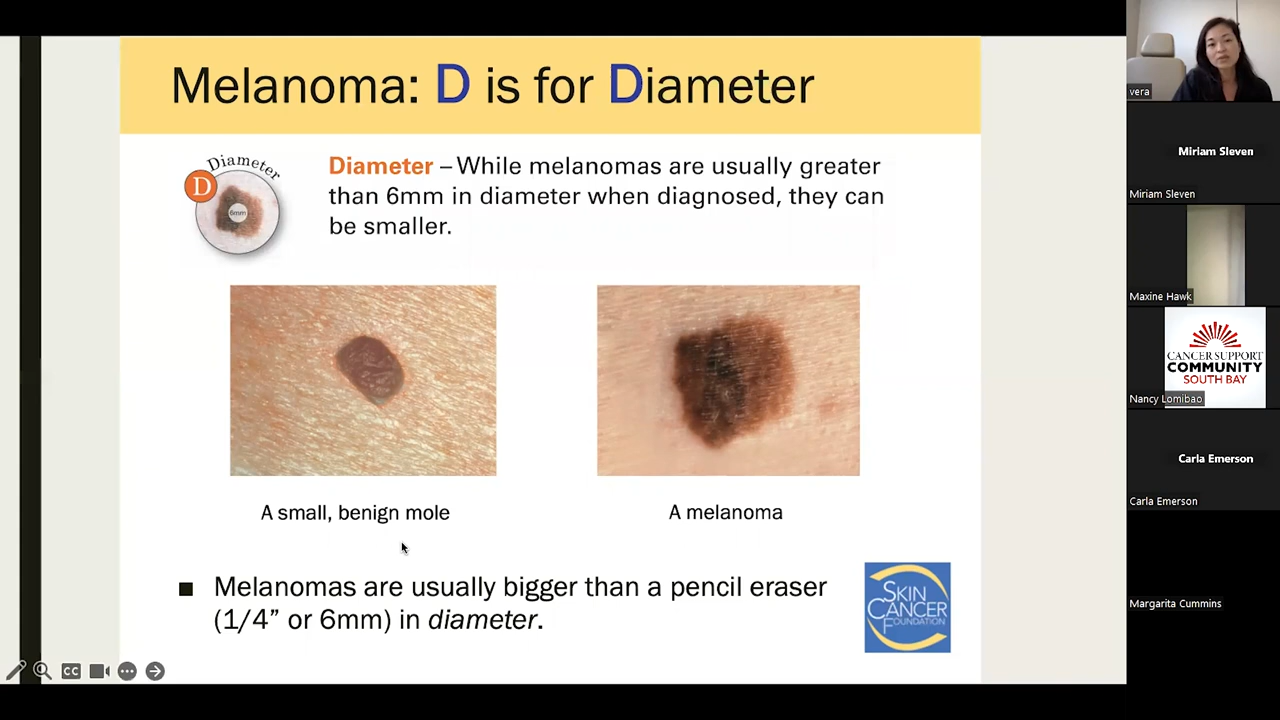 Melanoma: D is for Diameter
Diameter
D
6mm
Diameter – While melanomas are usually greater
than 6mm in diameter when diagnosed, they can
be smaller.
A small, benign mole
A melanoma
■ Melanomas are usually bigger than a pencil eraser
(1/4” or 6mm) in diameter.
SKIN
CANCER
FOUNDATION
CC
vera
Miriam Sleven
Miriam Sleven
Maxine Hawk
CANCER SUPPORT
COMMUNITY
SOUTH BAY
Nancy Lomibao
Carla Emerson
Carla Emerson
Margarita Cummins